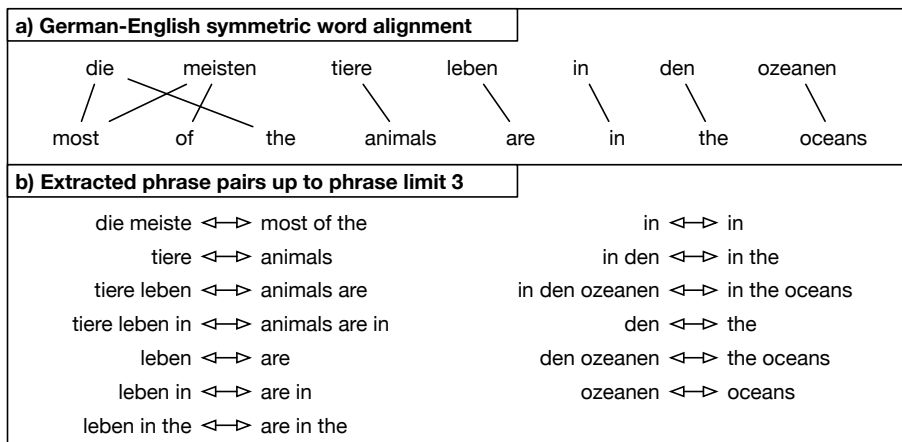 a) German-English symmetric word alignment
die meisten tiere leben in den ozeanen
most of the animals are in the oceans
b) Extracted phrase pairs up to phrase limit 3
die meiste most of the
tiere animals
tiere leben animals are
tiere leben in animals are in
leben are
leben in are in
leben in the are in the
in in
in den in the
in den ozeanen in the oceans
den the
den ozeanen the oceans
ozeanen oceans